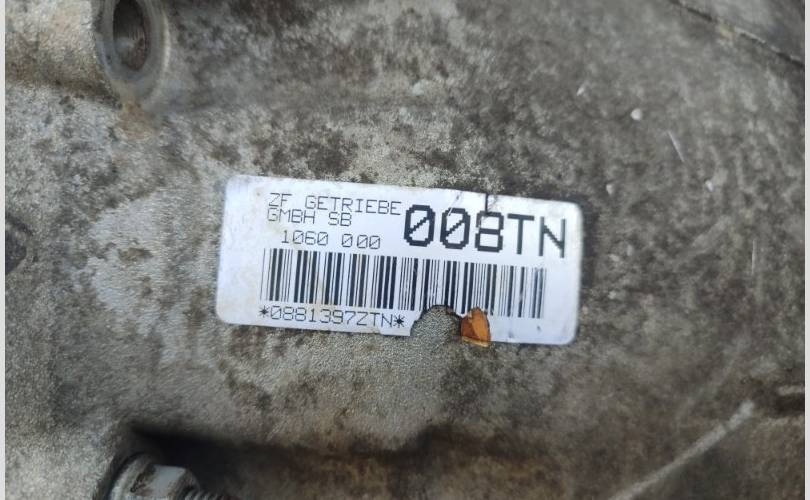 ZF GETRIEBE
GMBH SB
008TN
1060 000
*0881397ZTN*